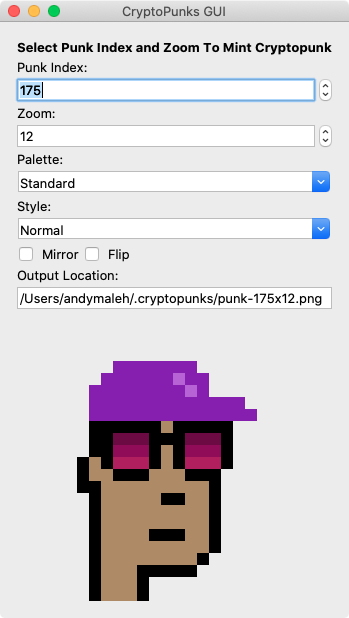 CryptoPunks GUI
Select Punk Index and Zoom To Mint Cryptopunk
Punk Index:
175
Zoom:
12
Palette:
Standard
Style:
Normal
Mirror Flip
Output Location:
/Users/andymaleh/.cryptopunks/punk-175x12.png